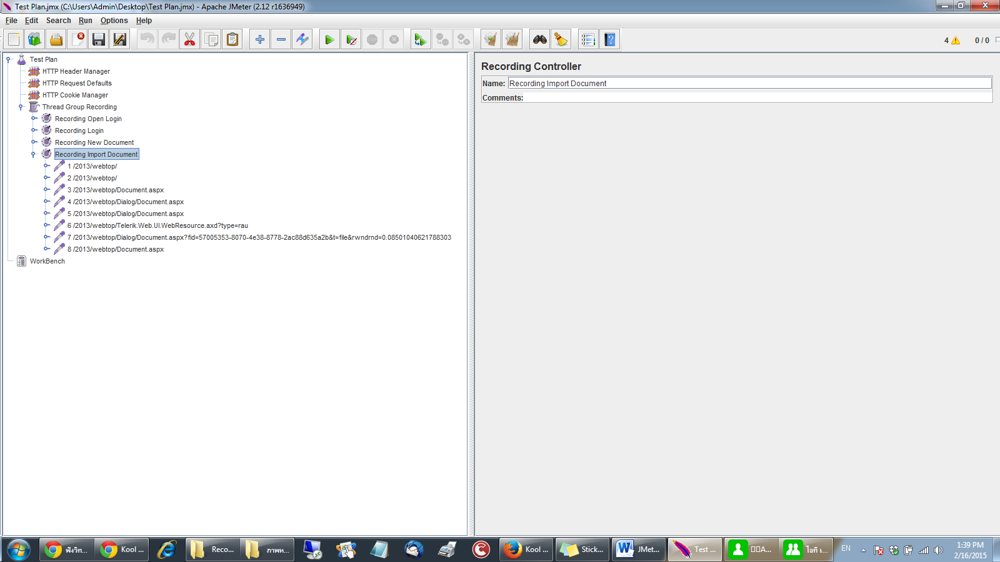 Test Plan.jmx (C:\Users\Admin\Desktop\Test Plan.jmx) - Apache JMeter (2.12 r1636949)
File Edit Search Run Options Help
4 0 / 0
Test Plan
HTTP Header Manager
HTTP Request Defaults
HTTP Cookie Manager
Thread Group Recording
Recording Open Login
Recording Login
Recording New Document
Recording Import Document
1 /2013/webtop/
2 /2013/webtop/
3 /2013/webtop/Document.aspx
4 /2013/webtop/Dialog/Document.aspx
5 /2013/webtop/Dialog/Document.aspx
6 /2013/webtop/Telerik.Web.UI.WebResource.axd?type=rau
7 /2013/webtop/Dialog/Document.aspx?fid=57005353-8070-4e38-8778-2ac88d635a2b&t=file&rwndrnd=0.08501040621788303
8 /2013/webtop/Document.aspx
WorkBench
Recording Controller
Name: Recording Import Document
Comments:
ฟังวิท... Kool ... Reco... ภาพห... Kool ... Stick... JMet... Test ... A... ไอที เ... EN
1:39 PM
2/16/2015